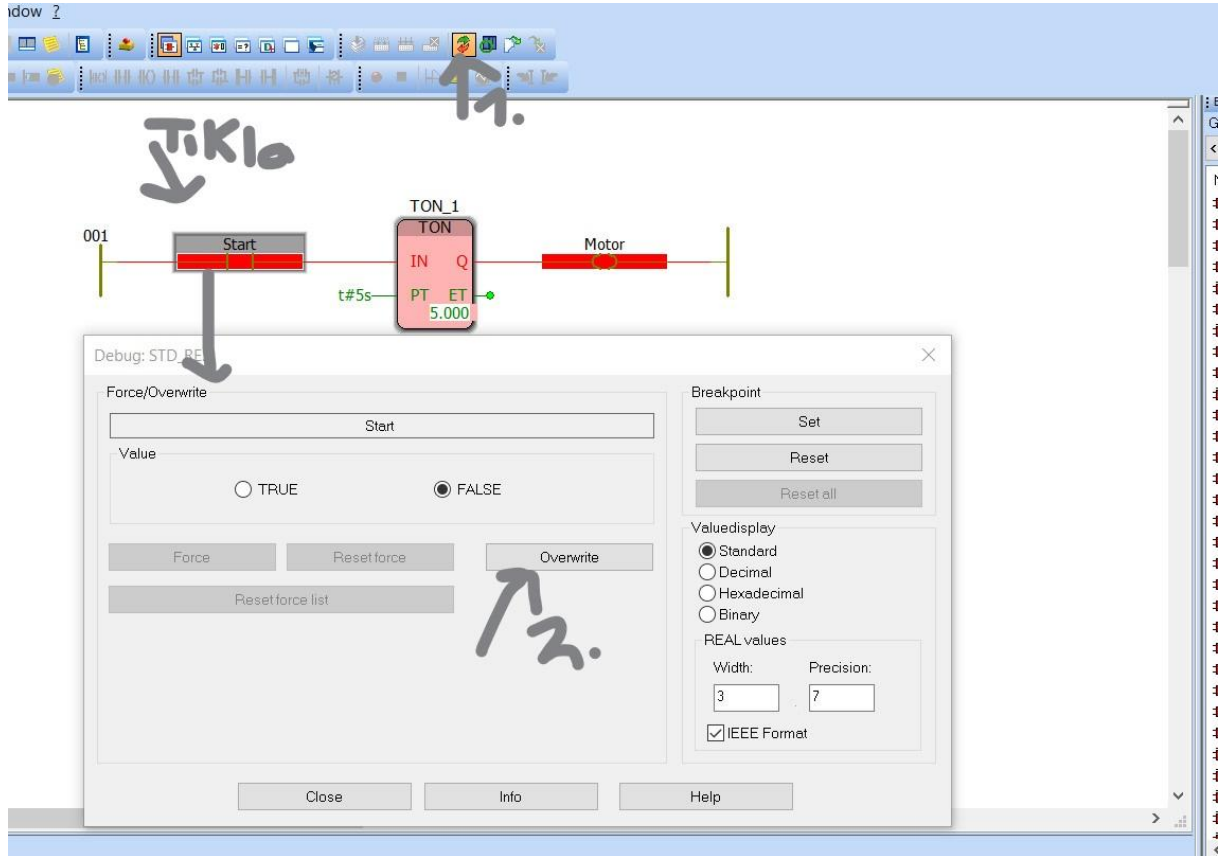 ndow ?
1.
TıKla
TON_1
001
Start
TON
Motor
IN Q
t#5s
PT ET
5.000
Debug: STD_RES
Force/Overwrite
Breakpoint
Start
Set
Value
Reset
TRUE
FALSE
Reset all
Valuedisplay
Force
Reset force
Overwrite
Standard
Decimal
Reset force list
Hexadecimal
Binary
2.
REAL values
Width:
Precision:
3
.
7
IEEE Format
Close
Info
Help